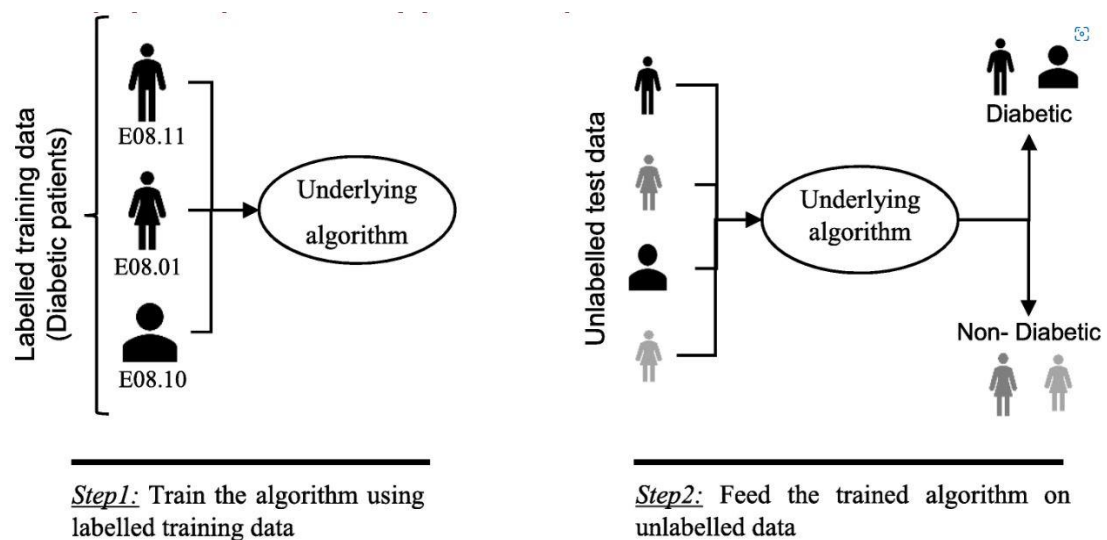 Labelled training data
(Diabetic patients)
E08.11
E08.01
E08.10
Underlying
algorithm
Step1: Train the algorithm using
labelled training data
Unlabelled test data
Underlying
algorithm
Diabetic
Non- Diabetic
Step2: Feed the trained algorithm on
unlabelled data